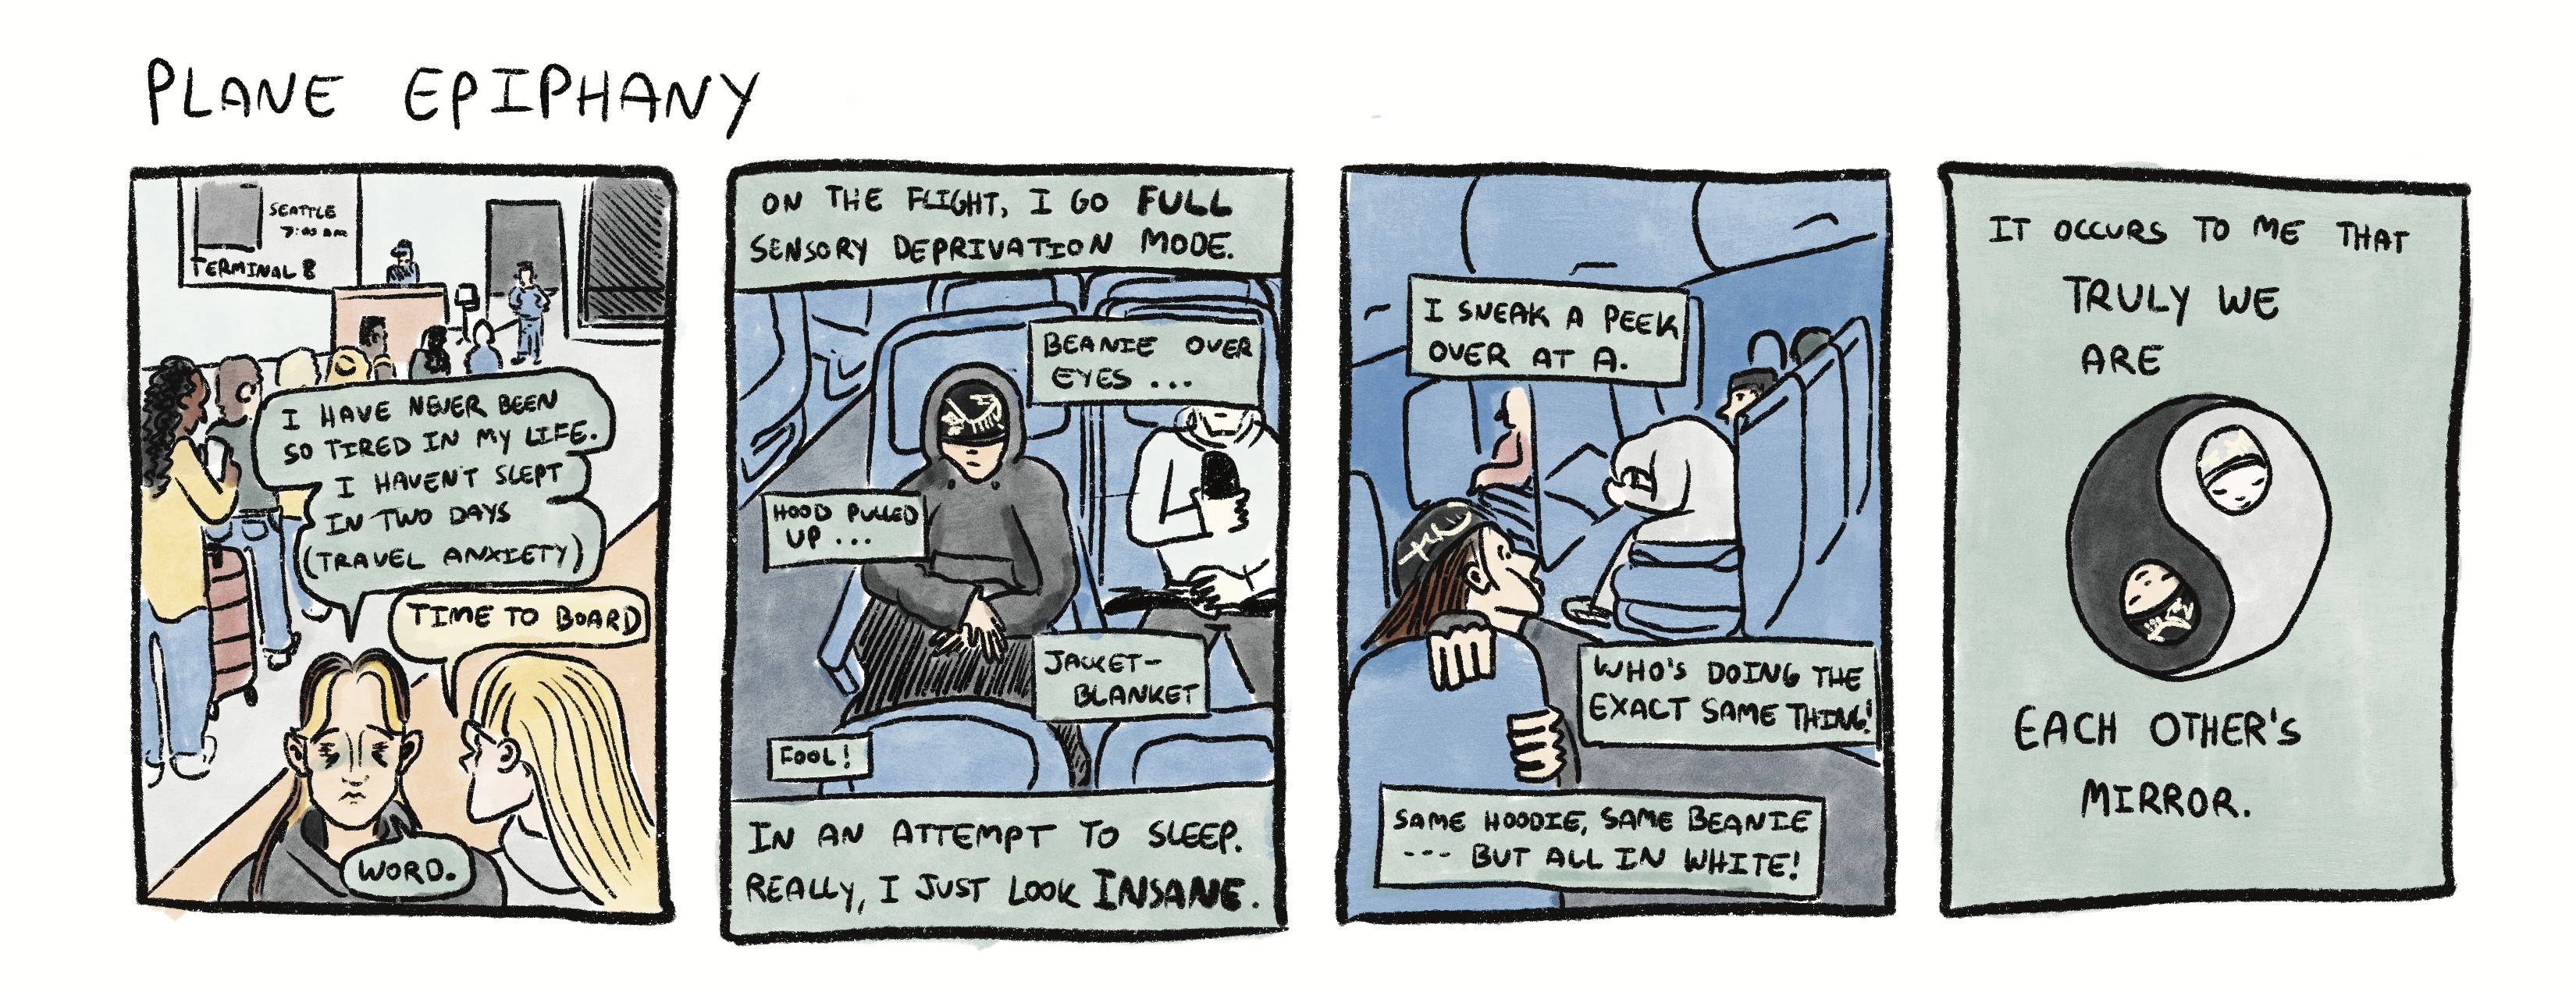 PLANE EPIPHANY
SEATTLE
7:00 AM
TERMINAL 8
I HAVE NEVER BEEN
SO TIRED IN MY LIFE.
I HAVEN'T SLEPT
IN TWO DAYS
(TRAVEL ANXIETY)
TIME TO BOARD
WORD.
ON THE FLIGHT, I GO FULL
SENSORY DEPRIVATION MODE.
BEANIE OVER
EYES ...
HOOD PULLED
UP ...
JACKET-
BLANKET
FOOL!
IN AN ATTEMPT TO SLEEP.
REALLY, I JUST LOOK INSANE.
I SNEAK A PEEK
OVER AT A.
WHO'S DOING THE
EXACT SAME THING!
SAME HOODIE, SAME BEANIE
--- BUT ALL IN WHITE!
IT OCCURS TO ME THAT
TRULY WE
ARE
EACH OTHER'S
MIRROR.